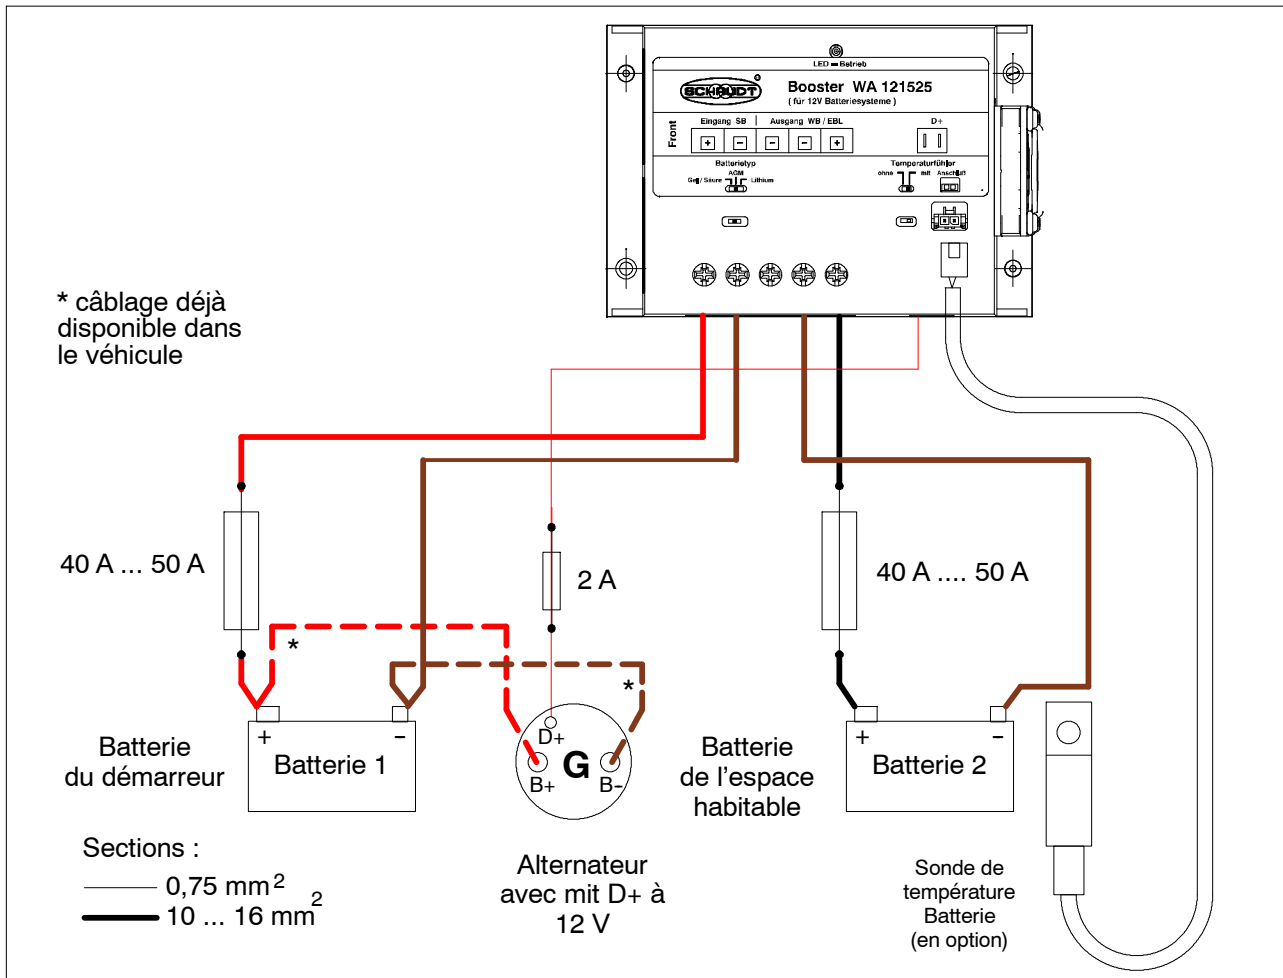 LED = Betrieb
SCHAUDT
Booster WA 121525
( für 12V Batteriesysteme )
Front
Eingang SB | Ausgang WB / EBL
D+
+ - - - +
Batterietyp
AGM
Gel / Säure
Lithium
Temperaturfühler
ohne
mit
Anschluß
* câblage déjà
disponible dans
le véhicule
40 A ... 50 A
2 A
40 A .... 50 A
*
*
D+
G
B+
B-
+
-
Batterie 1
+
-
Batterie 2
Batterie
du démarreur
Batterie
de l'espace
habitable
Sections :
0,75 mm²
10 ... 16 mm²
Alternateur
avec mit D+ à
12 V
Sonde de
température
Batterie
(en option)